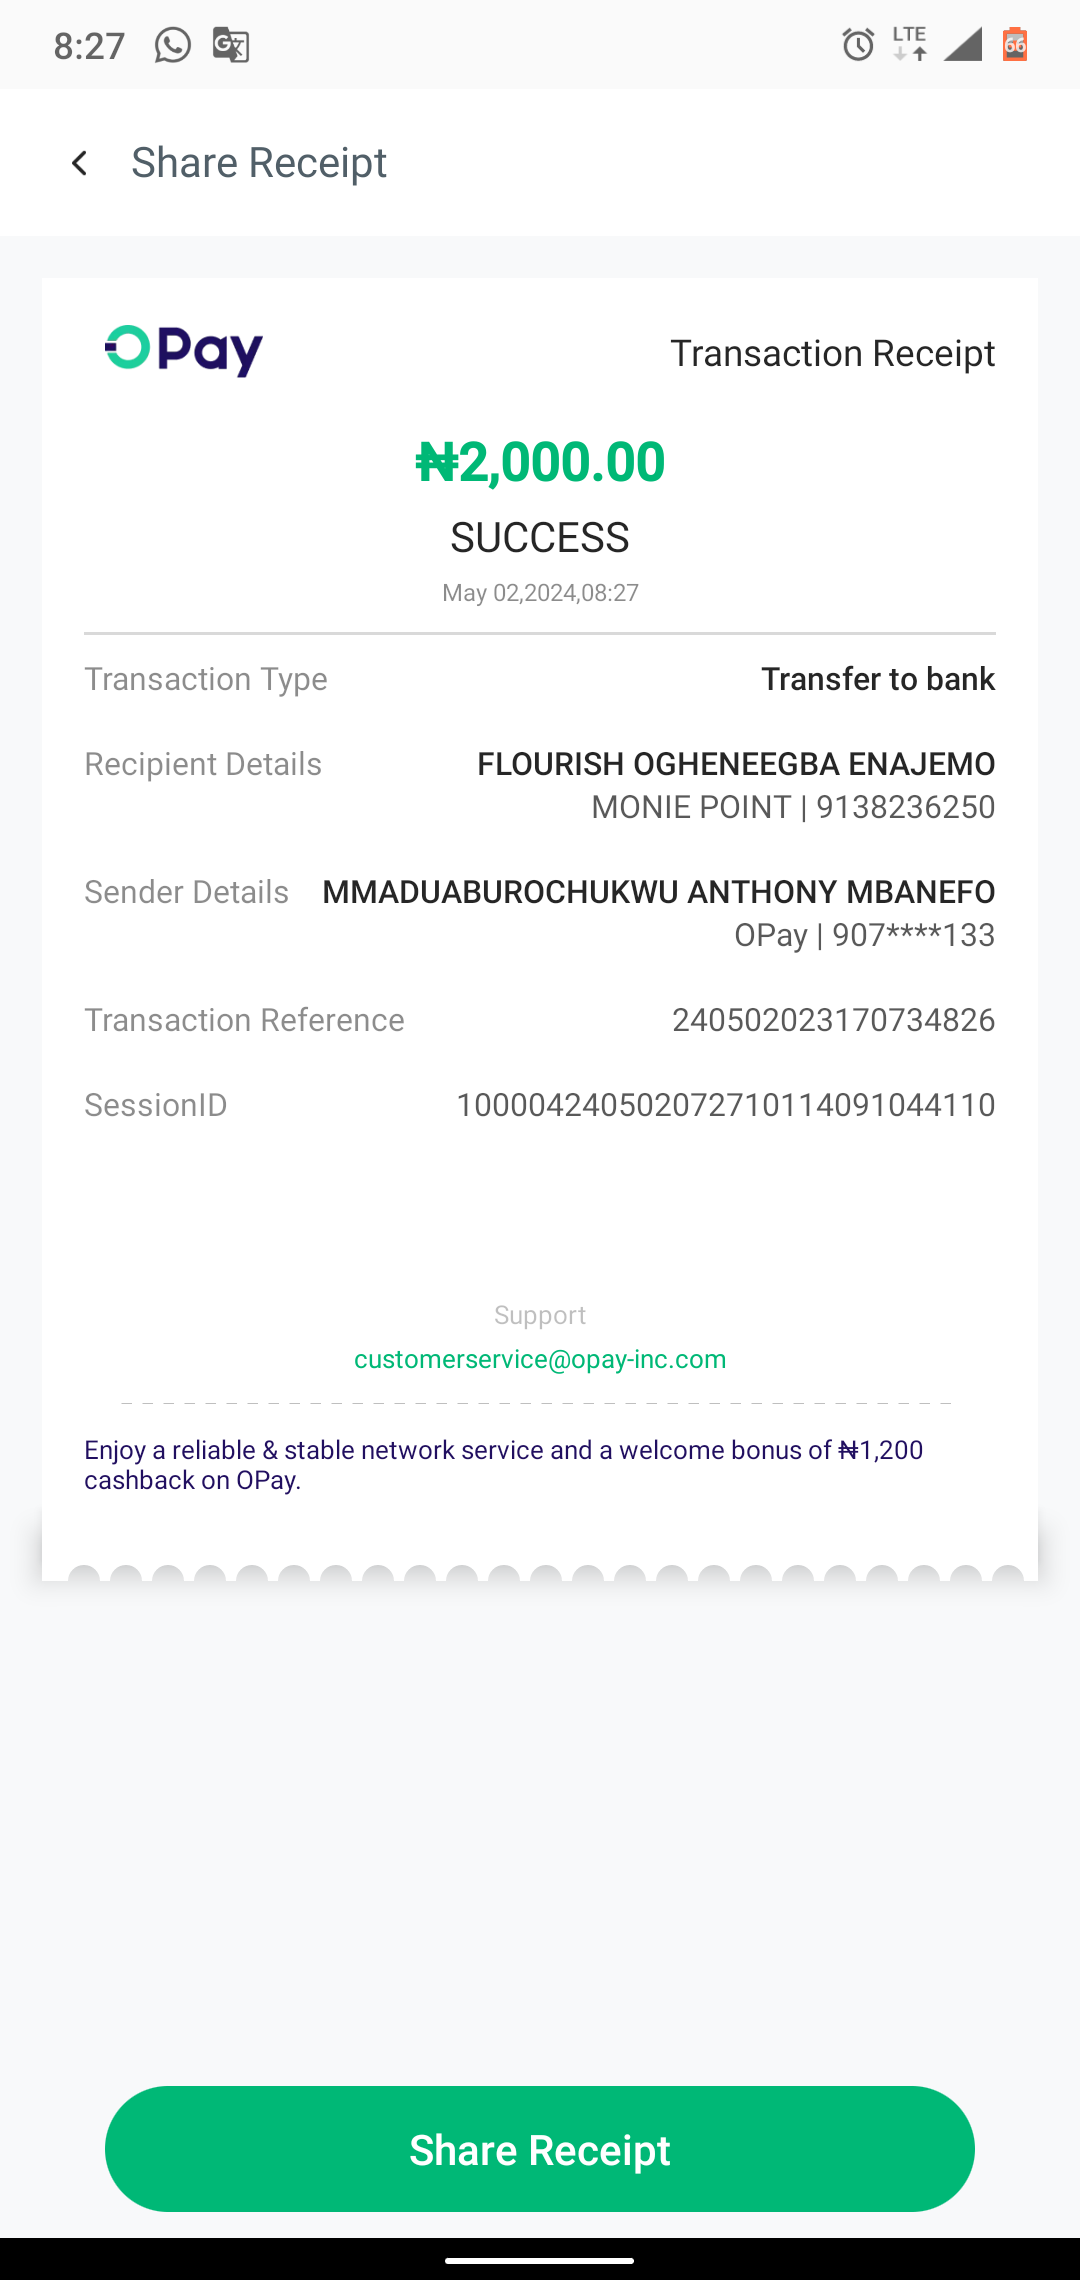 8:27
LTE
66
Share Receipt
OPay
Transaction Receipt
₦2,000.00
SUCCESS
May 02,2024,08:27
Transaction Type Transfer to bank
Recipient Details FLOURISH OGHENEEGBA ENAJEMO
MONIE POINT | 9138236250
Sender Details MMADUABUROCHUKWU ANTHONY MBANEFO
OPay | 907****133
Transaction Reference 240502023170734826
SessionID 100004240502072710114091044110
Support
customerservice@opay-inc.com
Enjoy a reliable & stable network service and a welcome bonus of ₦1,200
cashback on OPay.
Share Receipt